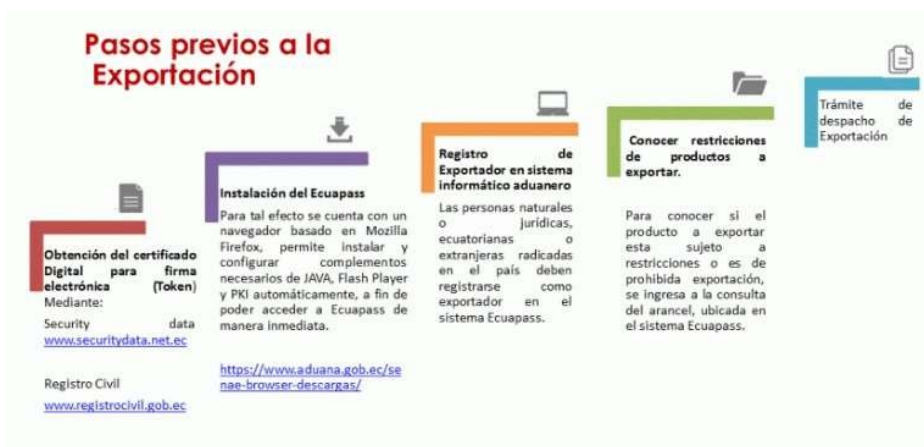 Pasos previos a la
Exportación
Obtención del certificado
Digital para firma
electrónica (Token)
Mediante:
Security data
www.securitydata.net.ec
Registro Civil
www.registrocivil.gob.ec
Instalación del Ecuapass
Para tal efecto se cuenta con un
navegador basado en Mozilla
Firefox, permite instalar y
configurar complementos
necesarios de JAVA, Flash Player
y PKI automáticamente, a fin de
poder acceder a Ecuapass de
manera inmediata.
https://www.aduana.gob.ec/se
nae-browser-descargas/
Registro de
Exportador en sistema
informático aduanero
Las personas naturales
o jurídicas,
ecuatorianas o
extranjeras radicadas
en el país deben
registrarse como
exportador en el
sistema Ecuapass.
Conocer restricciones
de productos a
exportar.
Para conocer si el
producto a exportar
esta sujeto a
restricciones o es de
prohibida exportación,
se ingresa a la consulta
del arancel, ubicada en
el sistema Ecuapass.
Trámite de
despacho de
Exportación